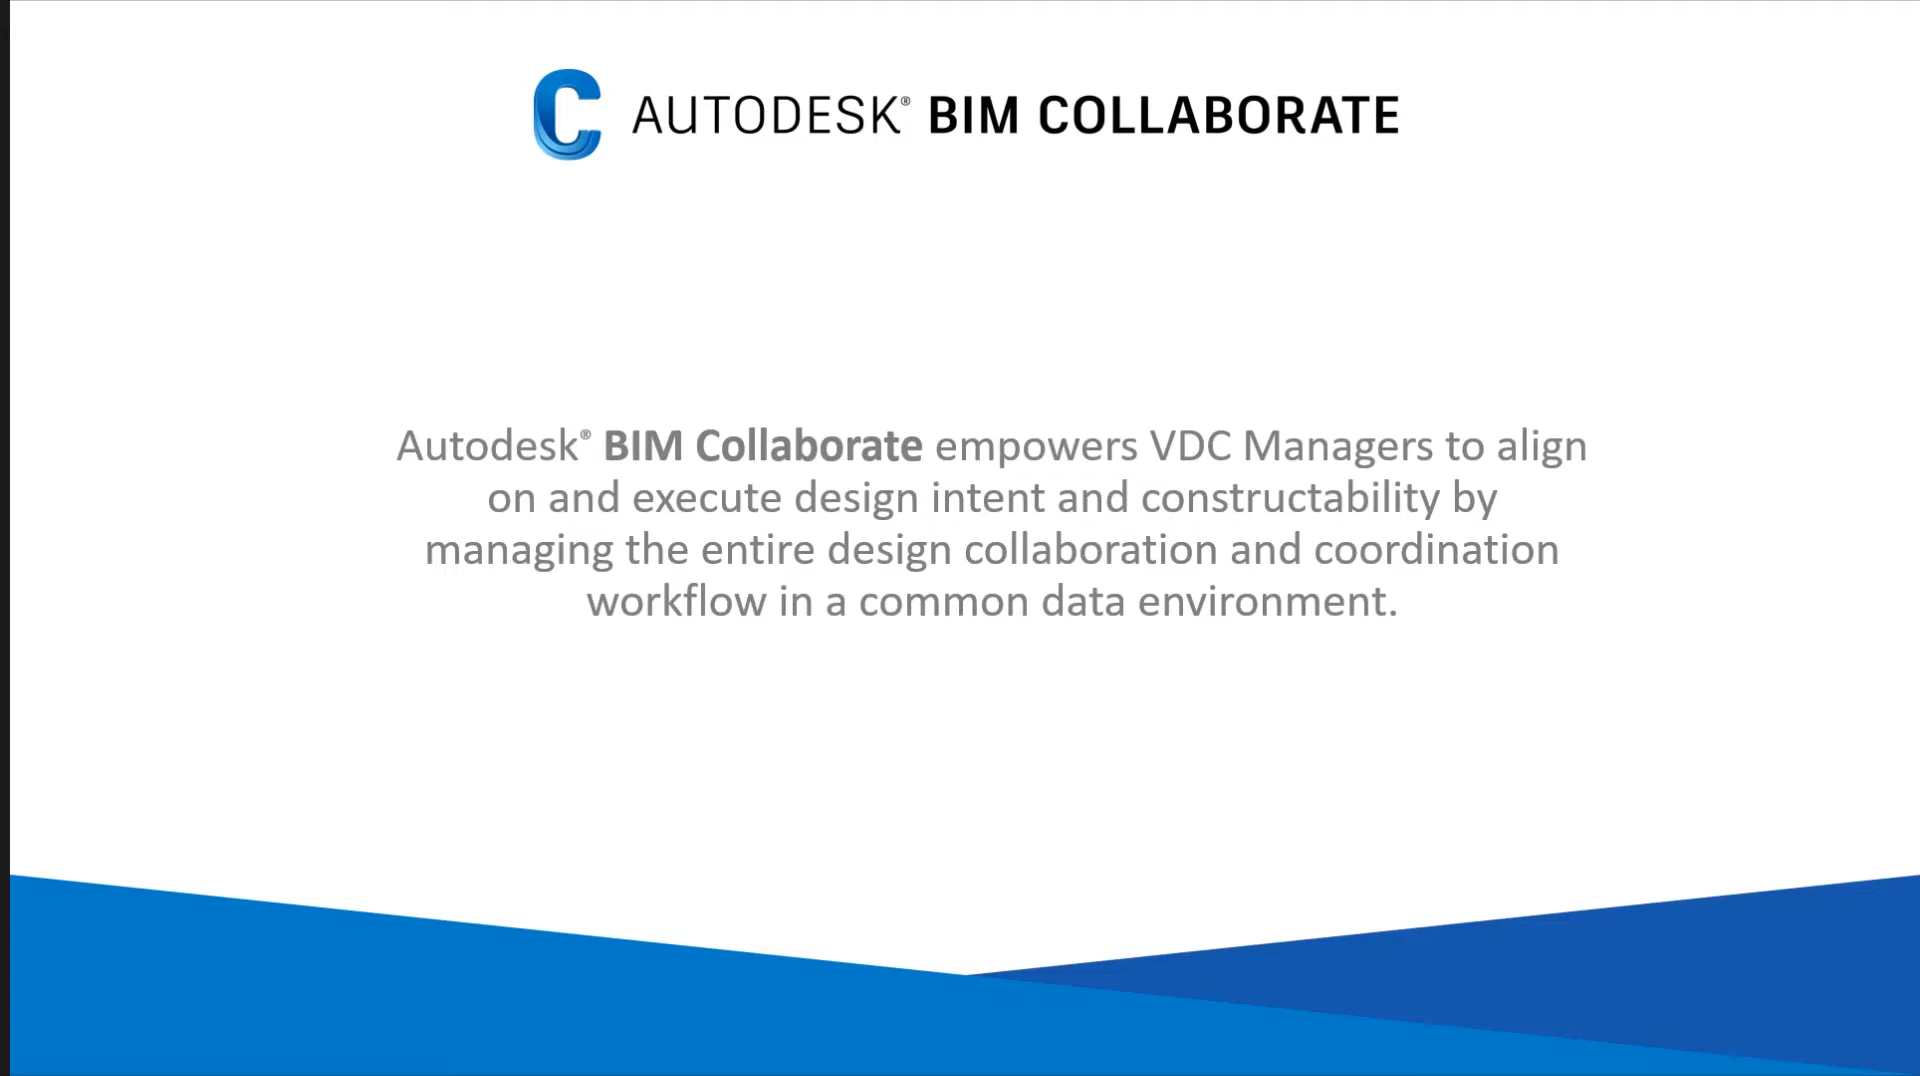 C AUTODESK® BIM COLLABORATE
Autodesk® BIM Collaborate empowers VDC Managers to align
on and execute design intent and constructability by
managing the entire design collaboration and coordination
workflow in a common data environment.